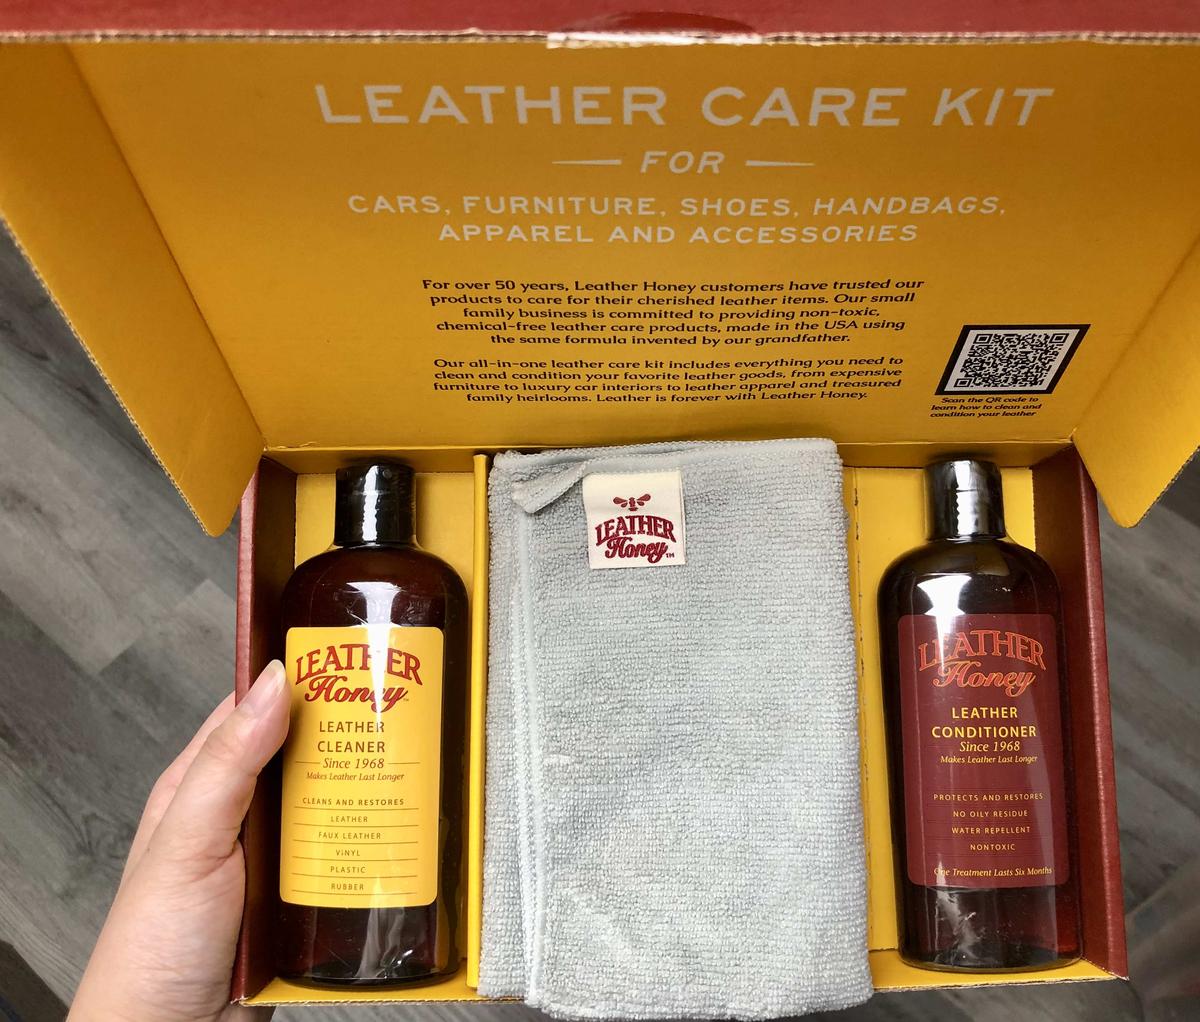 LEATHER CARE KIT
FOR
CARS, FURNITURE, SHOES, HANDBAGS,
APPAREL AND ACCESSORIES
For over 50 years, Leather Honey customers have trusted our
products to care for their cherished leather items. Our small
family business is committed to providing non-toxic,
chemical-free leather care products, made in the USA using
the same formula invented by our grandfather.
Our all-in-one leather care kit includes everything you need to
clean and condition your favorite leather goods, from expensive
furniture to luxury car interiors to leather apparel and treasured
family heirlooms. Leather is forever with Leather Honey.
Scan the QR code to
learn how to clean and
condition your leather
LEATHER
Honey™
LEATHER
Honey™
LEATHER
CLEANER
Since 1968
Makes Leather Last Longer
CLEANS AND RESTORES
LEATHER
FAUX LEATHER
VINYL
PLASTIC
RUBBER
LEATHER
Honey
LEATHER
CONDITIONER
Since 1968
Makes Leather Last Longer
PROTECTS AND RESTORES
NO OILY RESIDUE
WATER REPELLENT
NONTOXIC
One Treatment Lasts Six Months